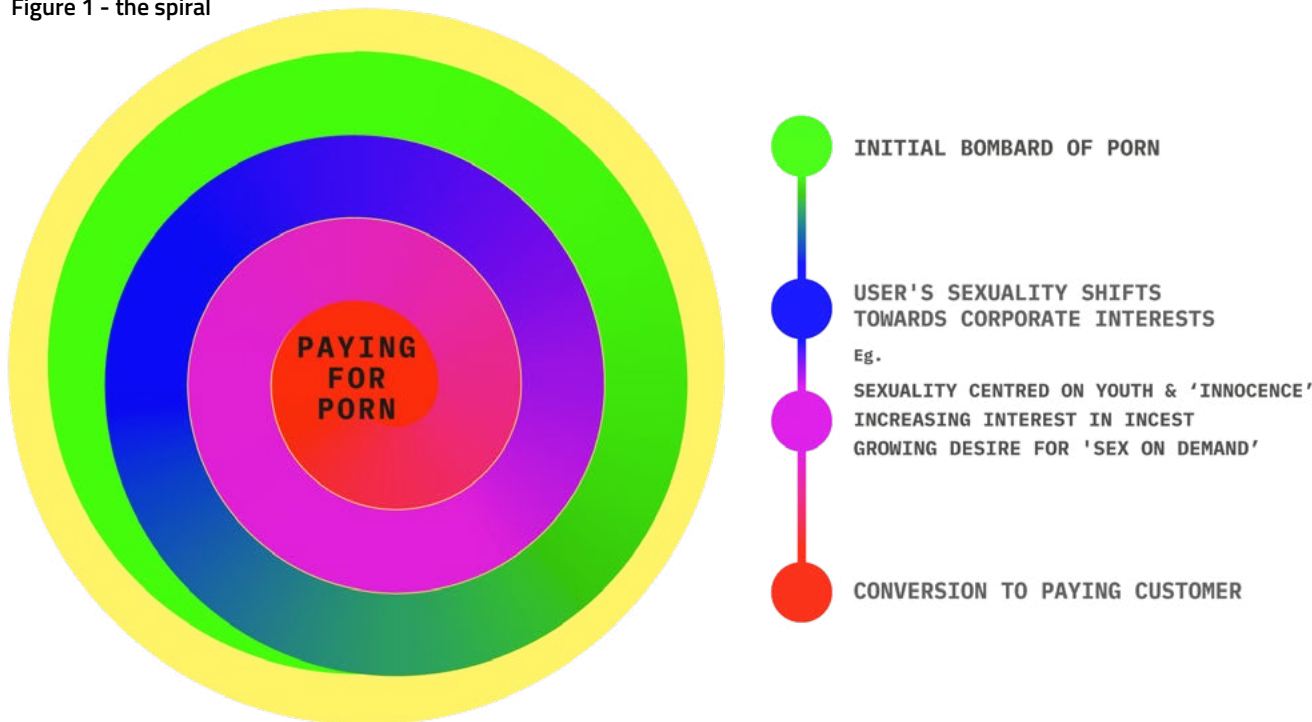 Figure 1 - the spiral
PAYING
FOR
PORN
INITIAL BOMBARD OF PORN
USER'S SEXUALITY SHIFTS
TOWARDS CORPORATE INTERESTS
Eg.
SEXUALITY CENTRED ON YOUTH & ‘INNOCENCE’
INCREASING INTEREST IN INCEST
GROWING DESIRE FOR 'SEX ON DEMAND’
CONVERSION TO PAYING CUSTOMER